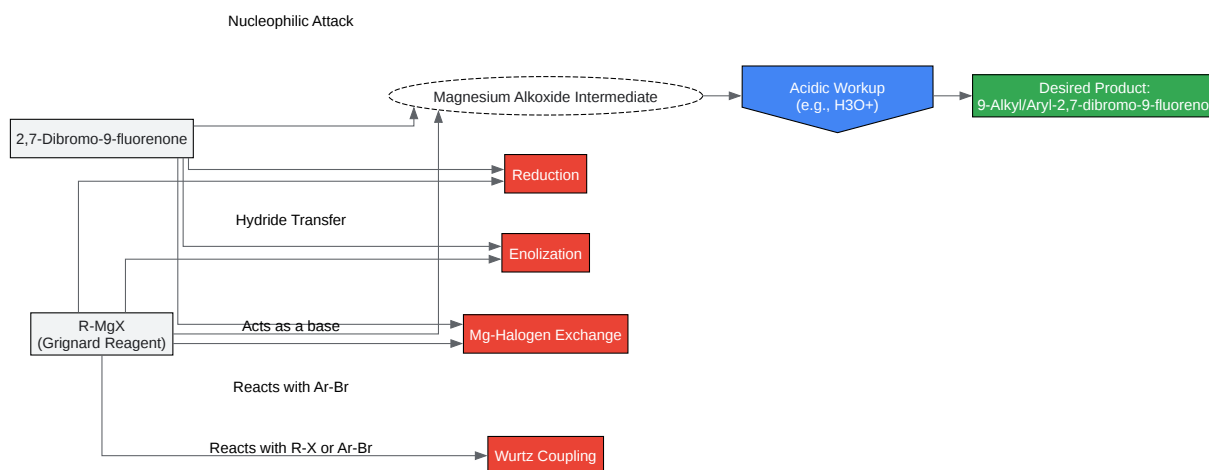 Nucleophilic Attack
Magnesium Alkoxide Intermediate
Acidic Workup
(e.g., H3O+)
Desired Product:
9-Alkyl/Aryl-2,7-dibromo-9-fluoreno
2,7-Dibromo-9-fluorenone
Reduction
Hydride Transfer
Enolization
R-MgX
(Grignard Reagent)
Acts as a base
Mg-Halogen Exchange
Reacts with Ar-Br
Reacts with R-X or Ar-Br
Wurtz Coupling